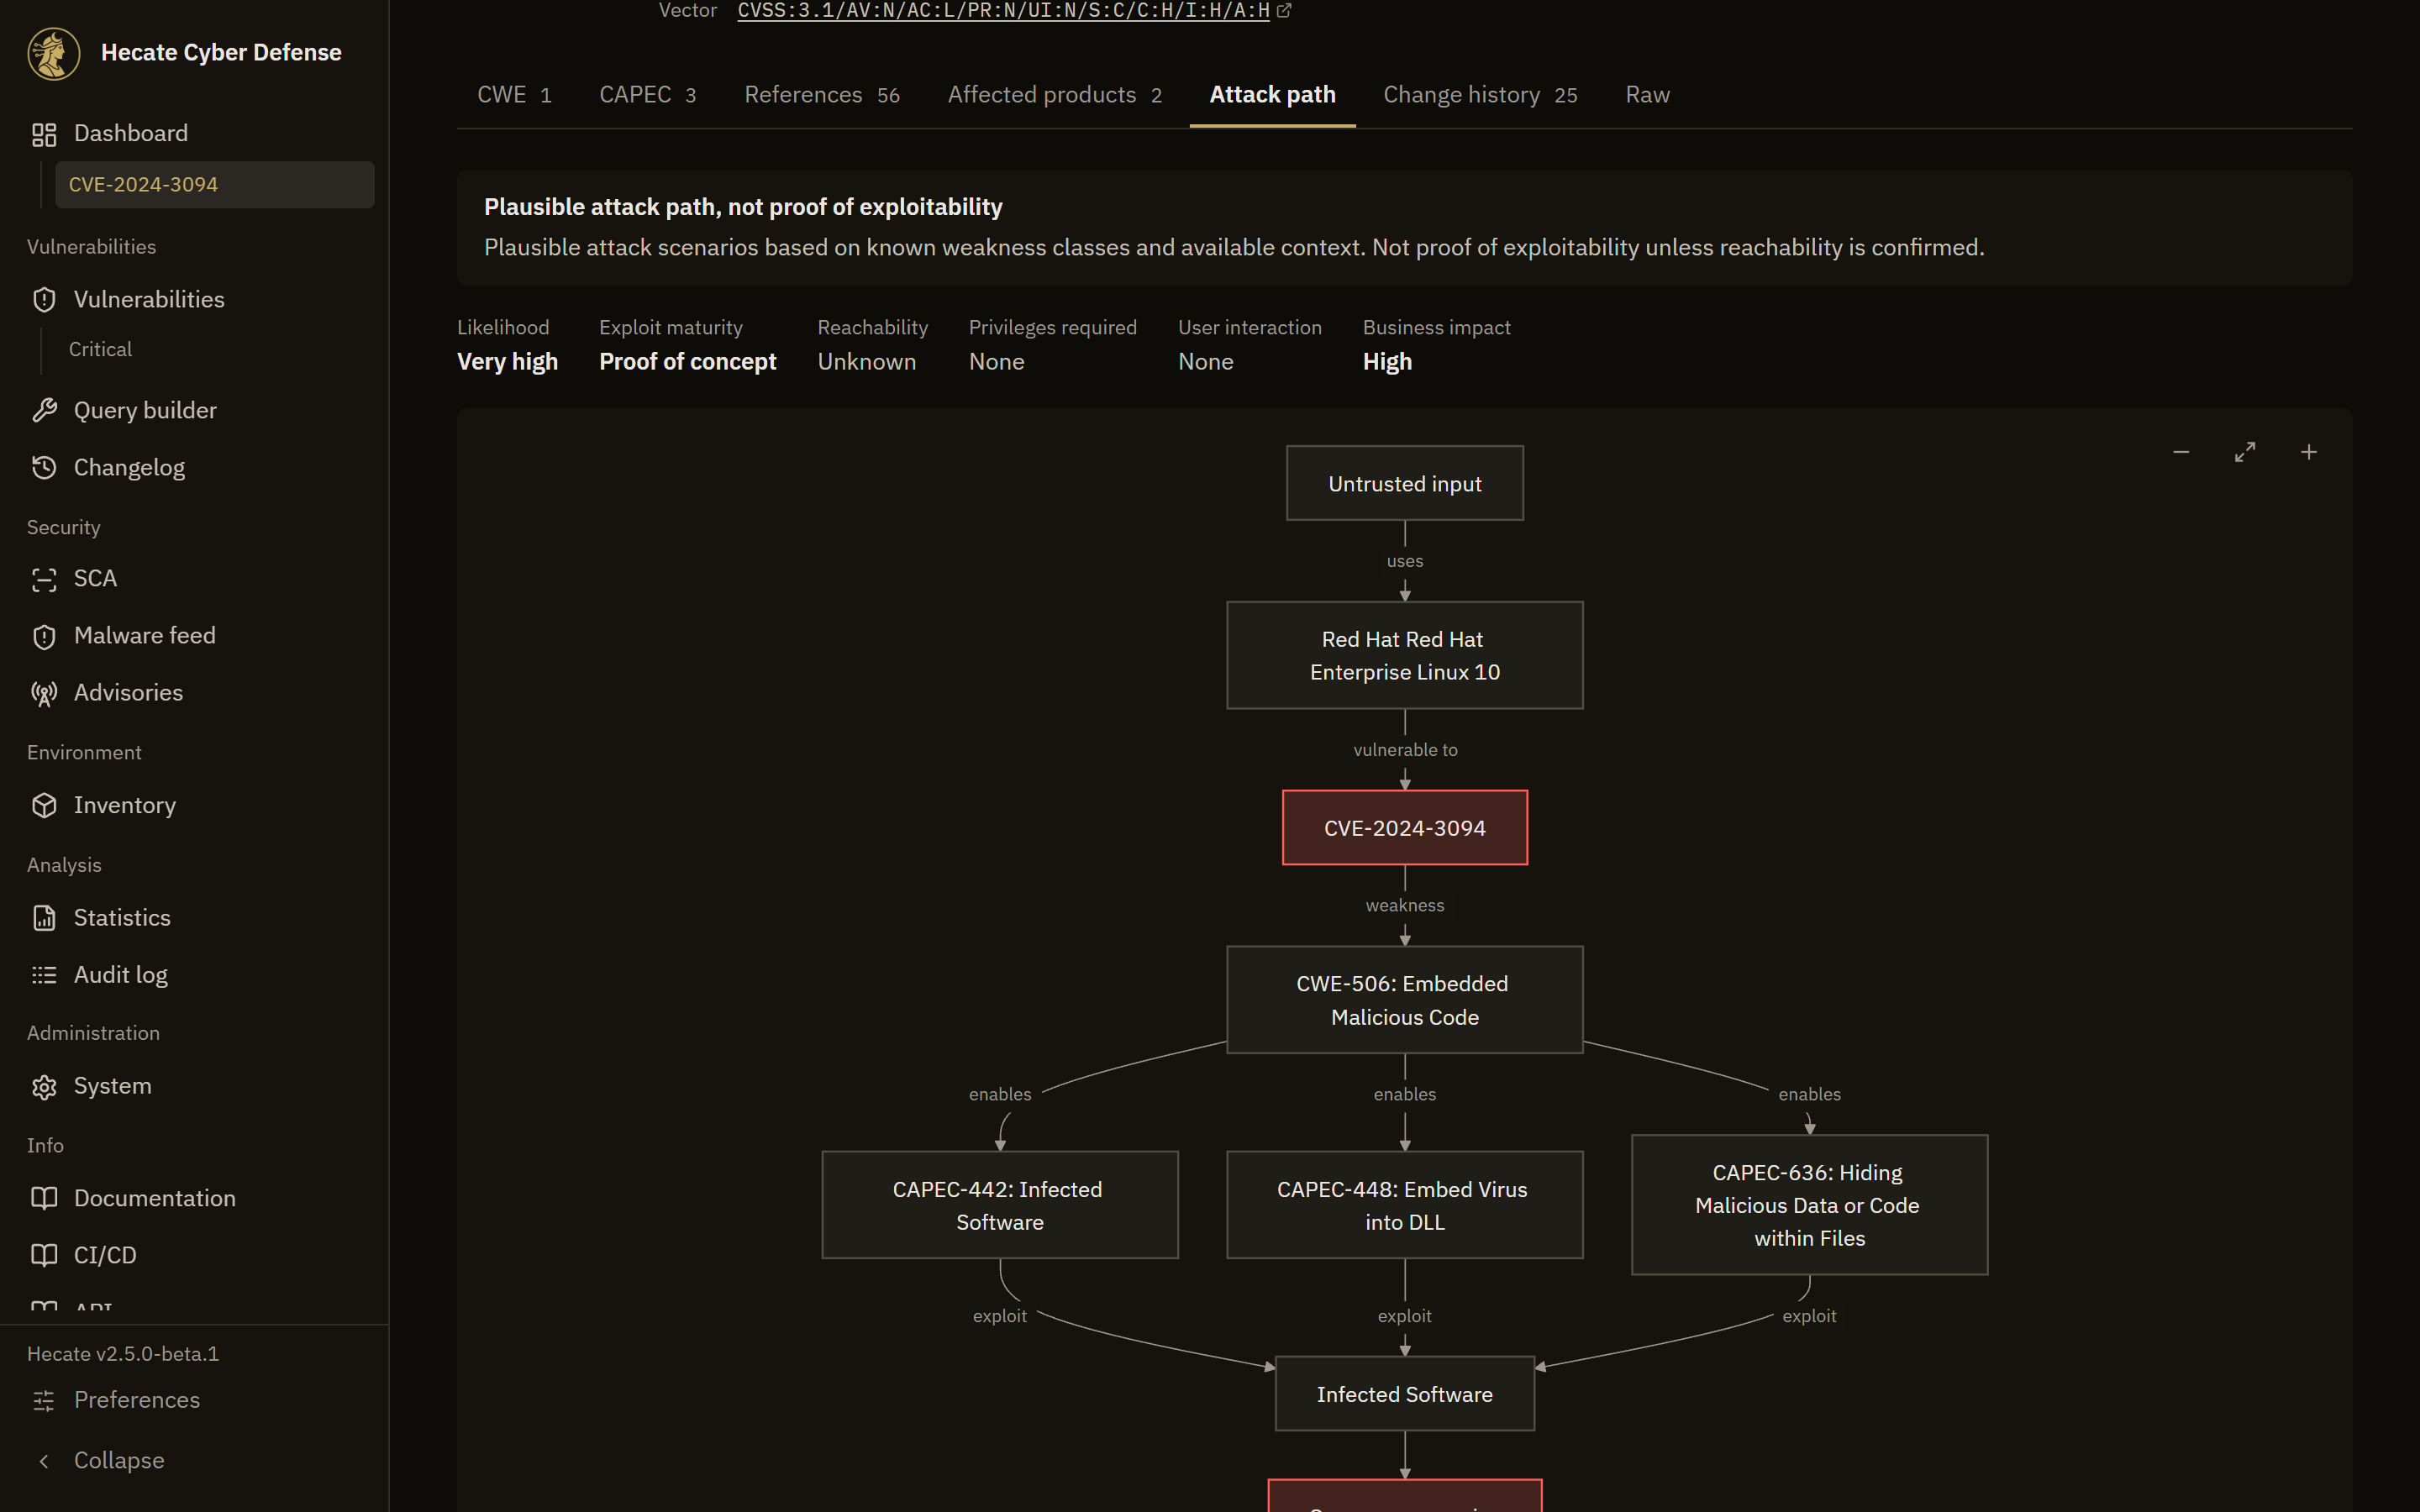 Hecate Cyber Defense
Dashboard
CVE-2024-3094
Vulnerabilities
Vulnerabilities
Critical
Query builder
Changelog
Security
SCA
Malware feed
Advisories
Environment
Inventory
Analysis
Statistics
Audit log
Administration
System
Info
Documentation
CI/CD
API
Hecate v2.5.0-beta.1
Preferences
Collapse
Vector CVSS:3.1/AV:N/AC:L/PR:N/UI:N/S:C/C:H/I:H/A:H
CWE 1 CAPEC 3 References 56 Affected products 2 Attack path Change history 25 Raw
Plausible attack path, not proof of exploitability
Plausible attack scenarios based on known weakness classes and available context. Not proof of exploitability unless reachability is confirmed.
Likelihood Exploit maturity Reachability Privileges required User interaction Business impact
Very high Proof of concept Unknown None None High
Untrusted input
uses
Red Hat Red Hat
Enterprise Linux 10
vulnerable to
CVE-2024-3094
weakness
CWE-506: Embedded
Malicious Code
enables enables enables
CAPEC-442: Infected
Software
CAPEC-448: Embed Virus
into DLL
CAPEC-636: Hiding
Malicious Data or Code
within Files
exploit exploit exploit
Infected Software